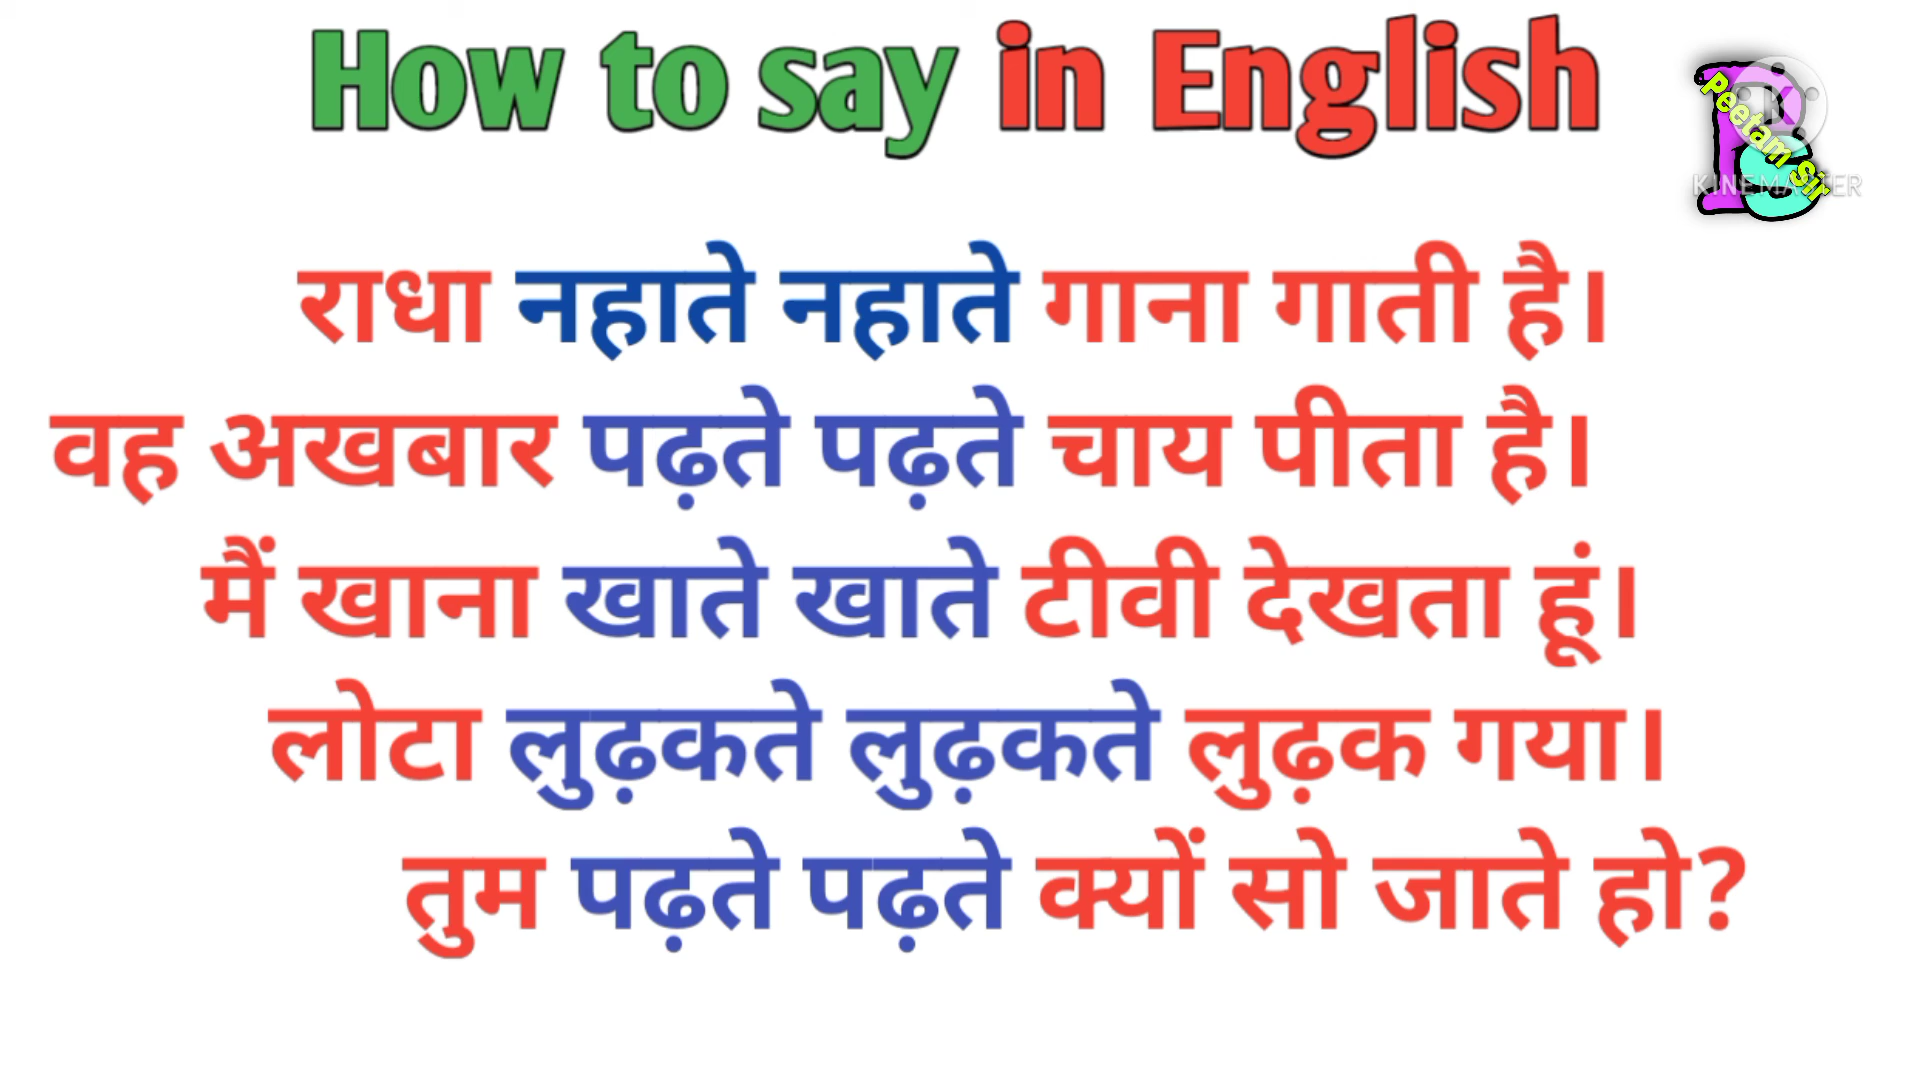 How to say in English
Peetam Sir
KINEMASTER
राधा नहाते नहाते गाना गाती है।
वह अखबार पढ़ते पढ़ते चाय पीता है।
मैं खाना खाते खाते टीवी देखता हूं।
लोटा लुढ़कते लुढ़कते लुढ़क गया।
तुम पढ़ते पढ़ते क्यों सो जाते हो?